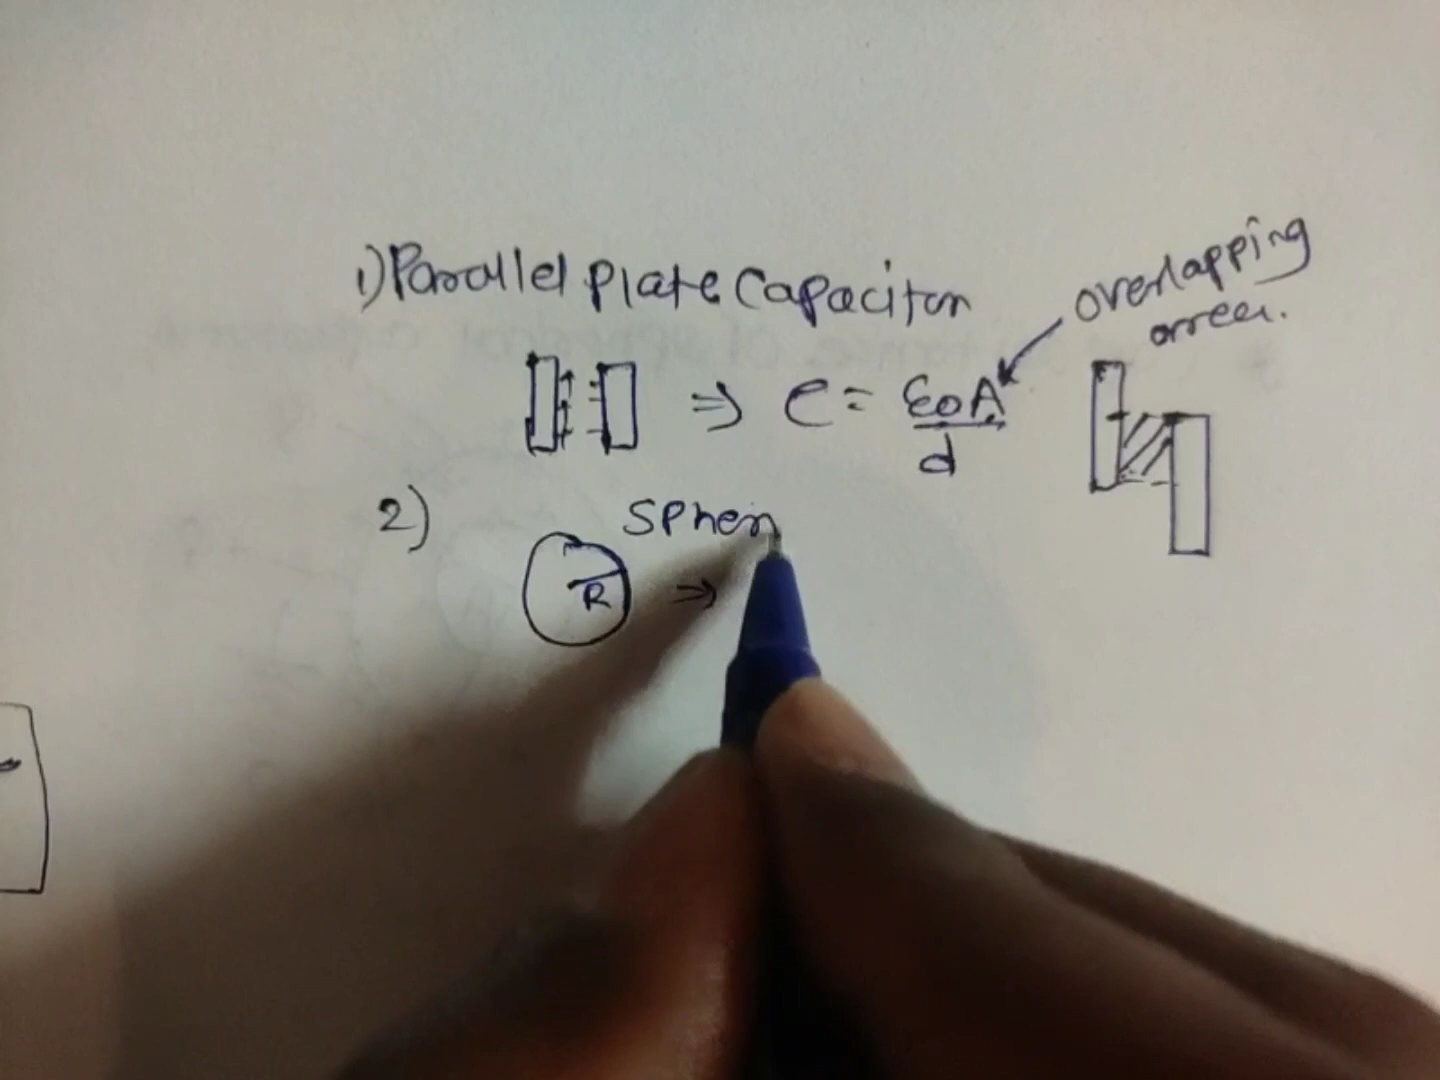 1) Parallel Plate Capacitor
overlapping
area.
⇒ C = ε0A/d
2) Spher
R ⇒